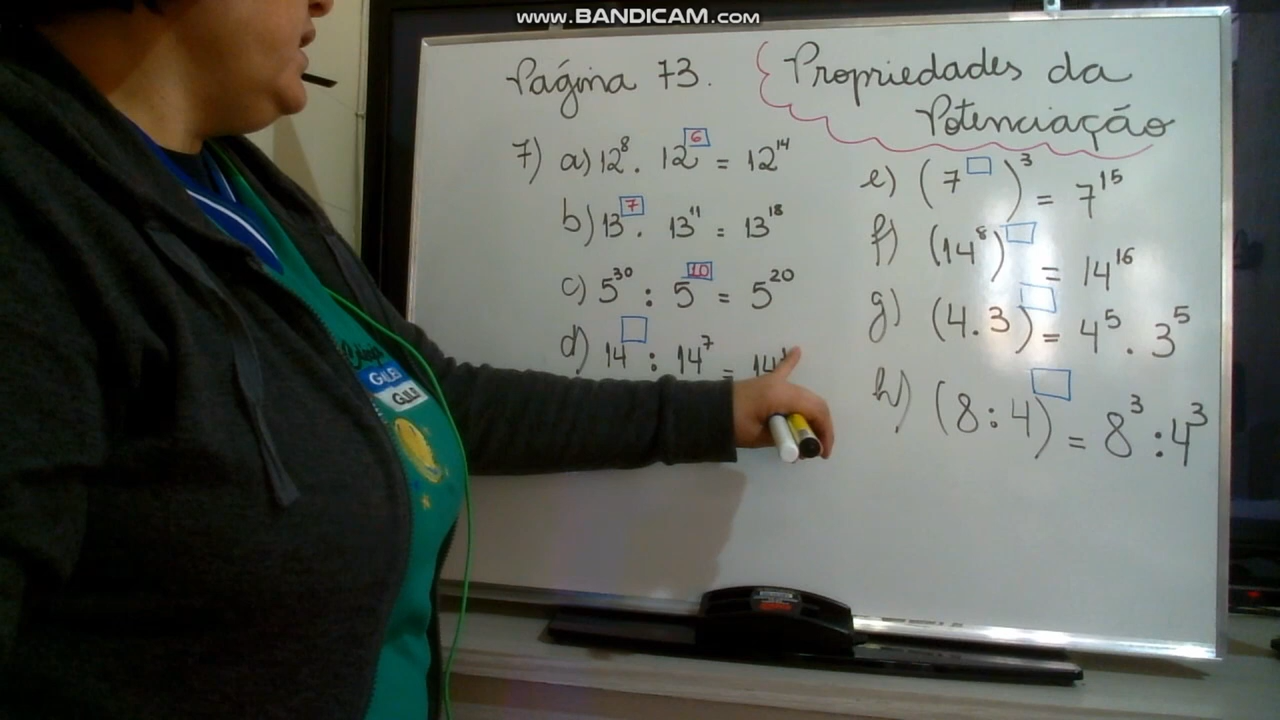 www.BANDICAM.com
Página 73.
Propriedades da
Potenciação
7) a) 12⁸ . 12⁶ = 12¹⁴
b) 13⁷ . 13¹¹ = 13¹⁸
c) 5³⁰ : 5¹⁰ = 5²⁰
d) 14□ : 14⁷ = 14
e) (7□)³ = 7¹⁵
f) (14⁸)□ = 14¹⁶
g) (4.3)□ = 4⁵ . 3⁵
h) (8:4)□ = 8³ : 4³
GALE